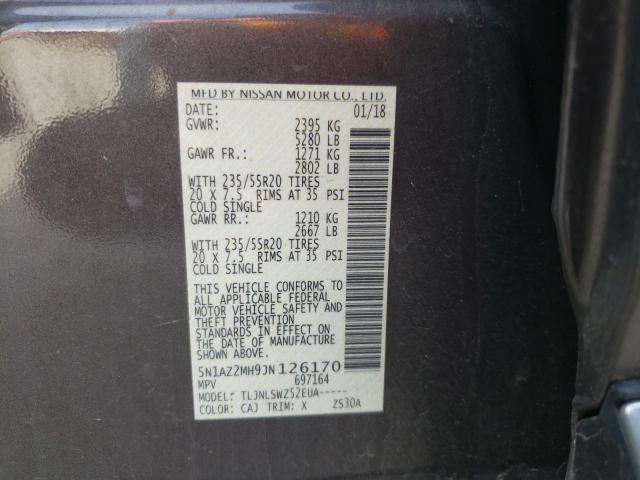 MFD BY NISSAN MOTOR CO., LTD.
DATE: 01/18
GVWR: 2395 KG
5280 LB
GAWR FR.: 1271 KG
2802 LB
WITH 235/55R20 TIRES
20 X 7.5 RIMS AT 35 PSI
COLD SINGLE
GAWR RR.: 1210 KG
2667 LB
WITH 235/55R20 TIRES
20 X 7.5 RIMS AT 35 PSI
COLD SINGLE
THIS VEHICLE CONFORMS TO
ALL APPLICABLE FEDERAL
MOTOR VEHICLE SAFETY AND
THEFT PREVENTION
STANDARDS IN EFFECT ON
THE DATE OF MANUFACTURE
SHOWN ABOVE.
5N1AZ2MH9JN126170
MPV 697164
MODEL: TLJNLSWZ52EUA-----
COLOR: CAJ TRIM: X ZS30A